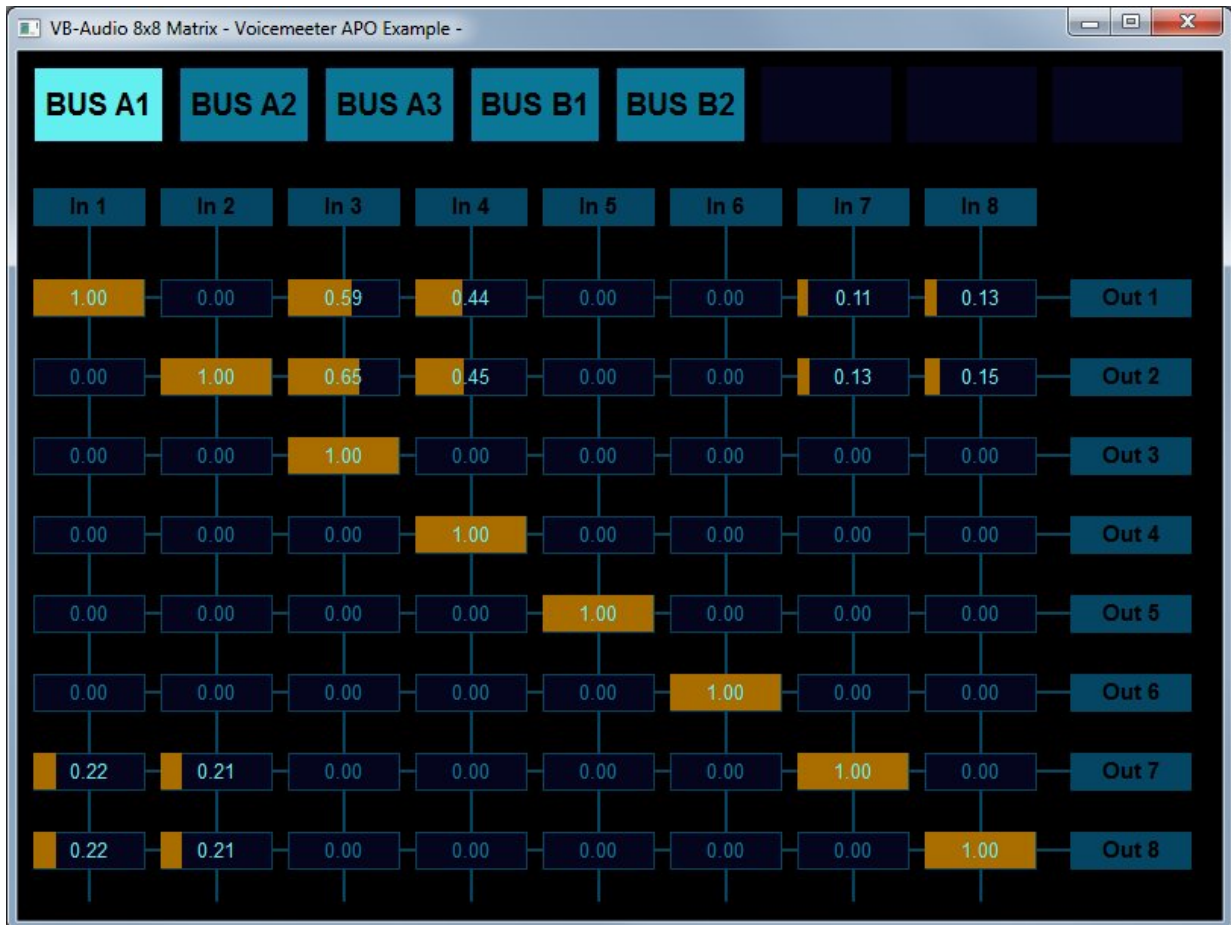 VB-Audio 8x8 Matrix - Voicemeeter APO Example -
BUS A1 BUS A2 BUS A3 BUS B1 BUS B2
In 1 In 2 In 3 In 4 In 5 In 6 In 7 In 8
1.00 0.00 0.59 0.44 0.00 0.00 0.11 0.13 Out 1
0.00 1.00 0.65 0.45 0.00 0.00 0.13 0.15 Out 2
0.00 0.00 1.00 0.00 0.00 0.00 0.00 0.00 Out 3
0.00 0.00 0.00 1.00 0.00 0.00 0.00 0.00 Out 4
0.00 0.00 0.00 0.00 1.00 0.00 0.00 0.00 Out 5
0.00 0.00 0.00 0.00 0.00 1.00 0.00 0.00 Out 6
0.22 0.21 0.00 0.00 0.00 0.00 1.00 0.00 Out 7
0.22 0.21 0.00 0.00 0.00 0.00 0.00 1.00 Out 8